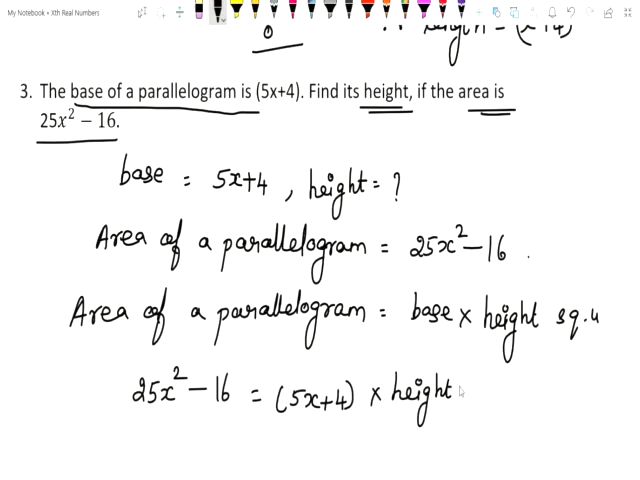 My Notebook » Xth Real Numbers
3. The base of a parallelogram is (5x+4). Find its height, if the area is
25x² − 16.
base = 5x+4 , height = ?
Area of a parallelogram = 25x² − 16 .
Area of a parallelogram = base × height sq.u
25x² − 16 = (5x+4) × height